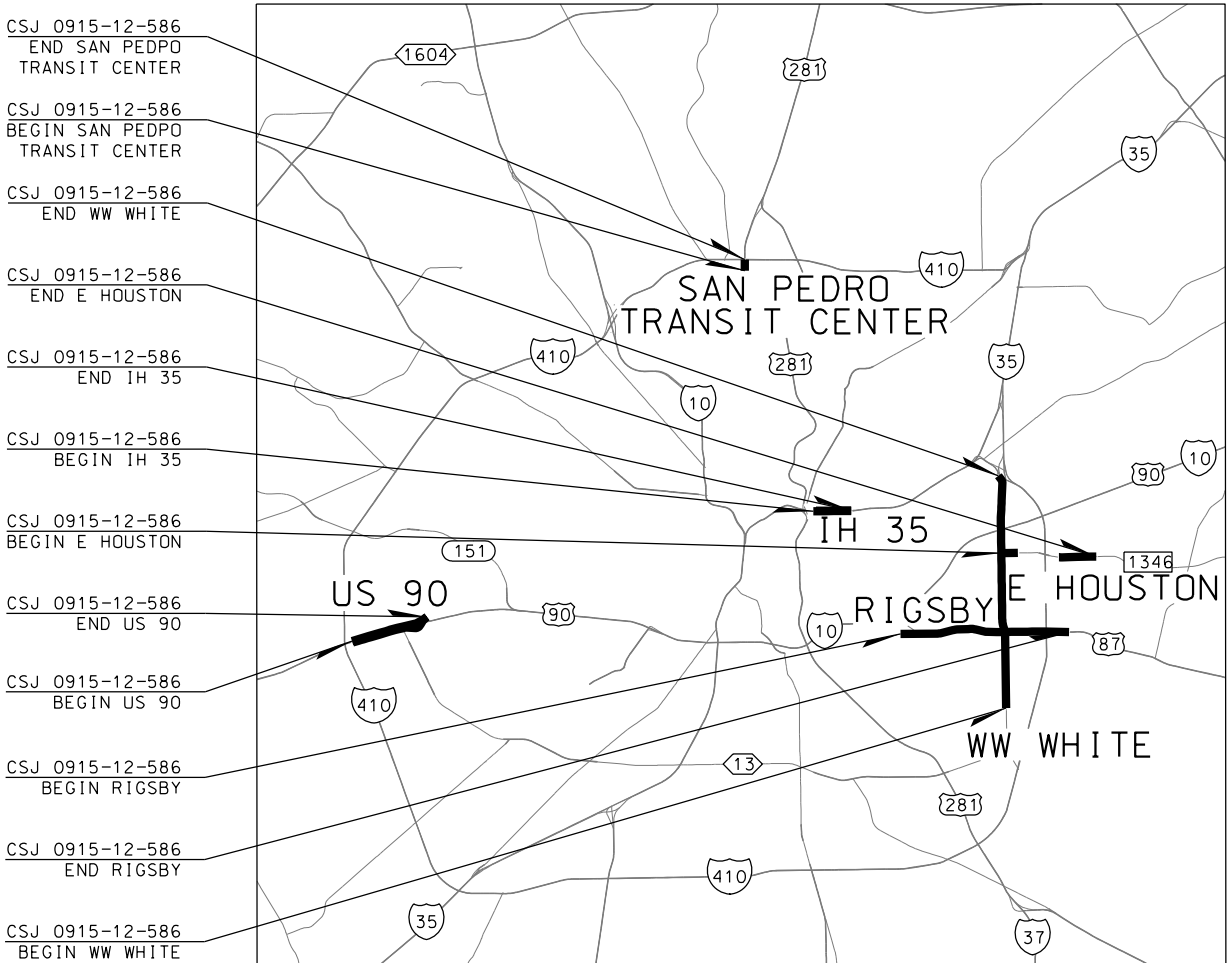 CSJ 0915-12-586
END SAN PEDPO
TRANSIT CENTER
CSJ 0915-12-586
BEGIN SAN PEDPO
TRANSIT CENTER
CSJ 0915-12-586
END WW WHITE
CSJ 0915-12-586
END E HOUSTON
CSJ 0915-12-586
END IH 35
CSJ 0915-12-586
BEGIN IH 35
CSJ 0915-12-586
BEGIN E HOUSTON
CSJ 0915-12-586
END US 90
CSJ 0915-12-586
BEGIN US 90
CSJ 0915-12-586
BEGIN RIGSBY
CSJ 0915-12-586
END RIGSBY
CSJ 0915-12-586
BEGIN WW WHITE
1604
281
35
410
SAN PEDRO
TRANSIT CENTER
410
281
35
10
10
90
IH 35
151
1346
E HOUSTON
US 90
90
RIGSBY
10
87
410
WW WHITE
13
281
410
35
37